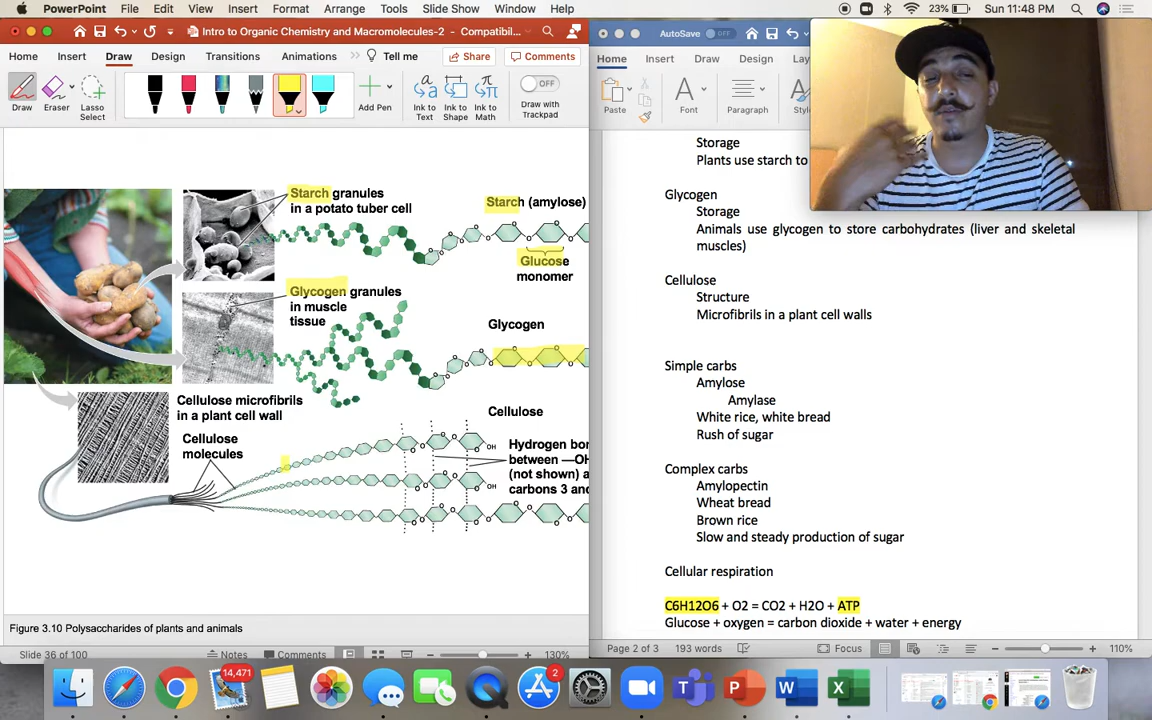 PowerPoint File Edit View Insert Format Arrange Tools Slide Show Window Help 23% Sun 11:48 PM
Intro to Organic Chemistry and Macromolecules-2 - Compatibil...
Home Insert Draw Design Transitions Animations Tell me Share Comments
Draw
Eraser
Lasso
Select
Add Pen
Ink to
Text
Ink to
Shape
Ink to
Math
OFF
Draw with
Trackpad
Starch granules
in a potato tuber cell
Starch (amylose)
Glucose
monomer
Glycogen granules
in muscle
tissue
Glycogen
Cellulose microfibrils
in a plant cell wall
Cellulose
molecules
Cellulose
OH
OH
Hydrogen bon
between —OH
(not shown) a
carbons 3 and
Figure 3.10 Polysaccharides of plants and animals
Slide 36 of 100 Notes Comments 130%
AutoSave OFF
Home Insert Draw Design Lay
Paste
Font
Paragraph
Styl
Storage
Plants use starch to
Glycogen
Storage
Animals use glycogen to store carbohydrates (liver and skeletal
muscles)
Cellulose
Structure
Microfibrils in a plant cell walls
Simple carbs
Amylose
Amylase
White rice, white bread
Rush of sugar
Complex carbs
Amylopectin
Wheat bread
Brown rice
Slow and steady production of sugar
Cellular respiration
C6H12O6 + O2 = CO2 + H2O + ATP
Glucose + oxygen = carbon dioxide + water + energy
Page 2 of 3 193 words Focus 110%
14,471
2